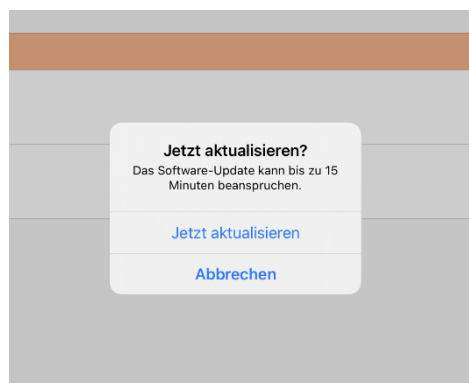 Jetzt aktualisieren?
Das Software-Update kann bis zu 15
Minuten beanspruchen.
Jetzt aktualisieren
Abbrechen